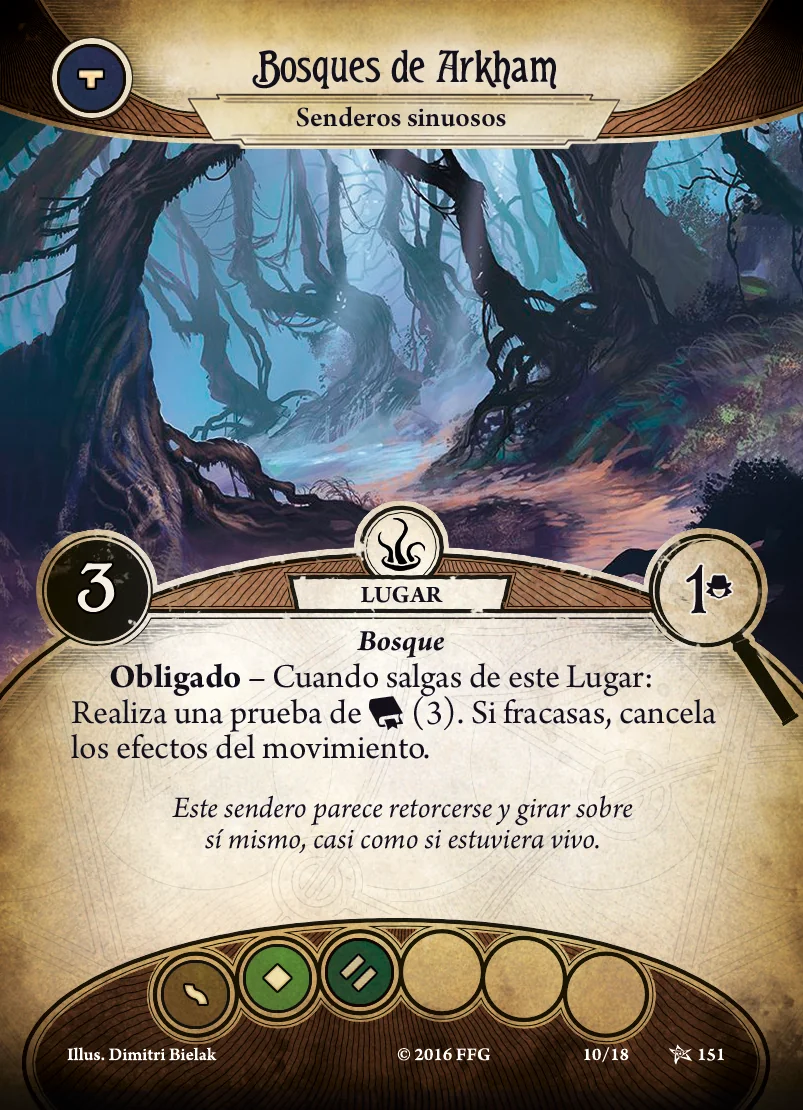 Bosques de Arkham
Senderos sinuosos
3
1
LUGAR
Bosque
Obligado – Cuando salgas de este Lugar:
Realiza una prueba de (3). Si fracasas, cancela
los efectos del movimiento.
Este sendero parece retorcerse y girar sobre
sí mismo, casi como si estuviera vivo.
Illus. Dimitri Bielak © 2016 FFG 10/18 151